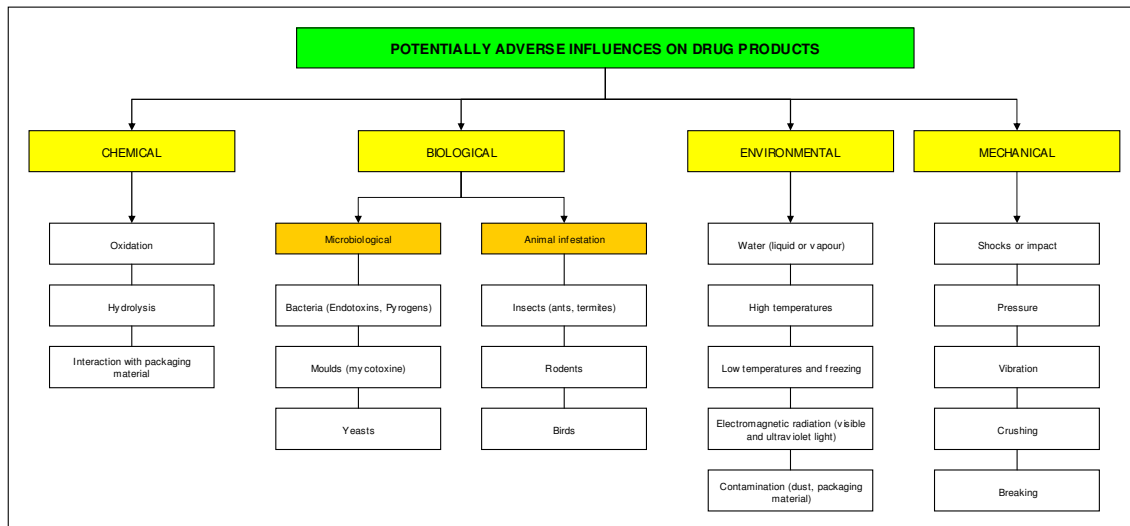 POTENTIALLY ADVERSE INFLUENCES ON DRUG PRODUCTS
CHEMICAL
BIOLOGICAL
ENVIRONMENTAL
MECHANICAL
Oxidation
Microbiological
Animal infestation
Water (liquid or vapour)
Shocks or impact
Hydrolysis
Bacteria (Endotoxins, Pyrogens)
Insects (ants, termites)
High temperatures
Pressure
Interaction with packaging
material
Moulds (mycotoxine)
Rodents
Low temperatures and freezing
Vibration
Yeasts
Birds
Electromagnetic radiation (visible
and ultraviolet light)
Crushing
Contamination (dust, packaging
material)
Breaking